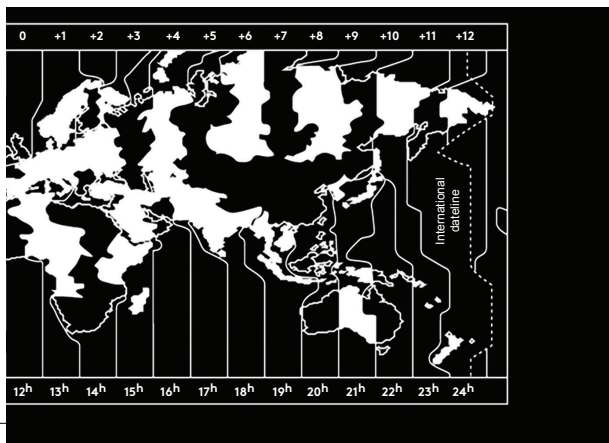 0 +1 +2 +3 +4 +5 +6 +7 +8 +9 +10 +11 +12
International
dateline
12h 13h 14h 15h 16h 17h 18h 19h 20h 21h 22h 23h 24h